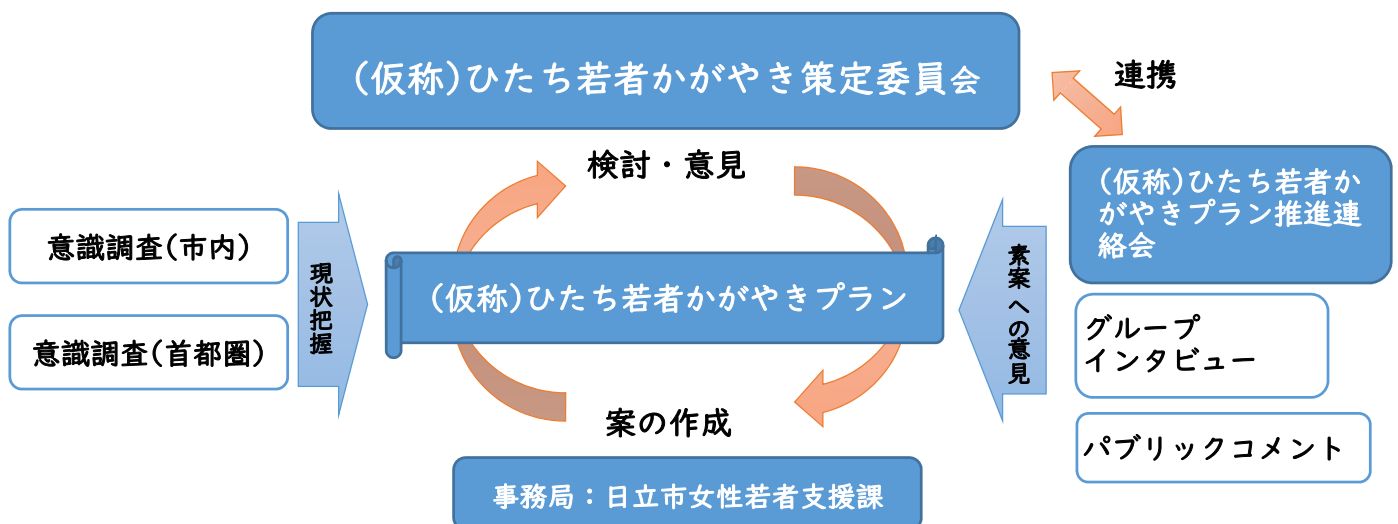 (仮称)ひたち若者かがやき策定委員会
連携
検討・意見
(仮称)ひたち若者か
がやきプラン推進連
絡会
意識調査(市内)
意識調査(首都圏)
現状把握
(仮称)ひたち若者かがやきプラン
素案への意見
グループ
インタビュー
パブリックコメント
案の作成
事務局：日立市女性若者支援課